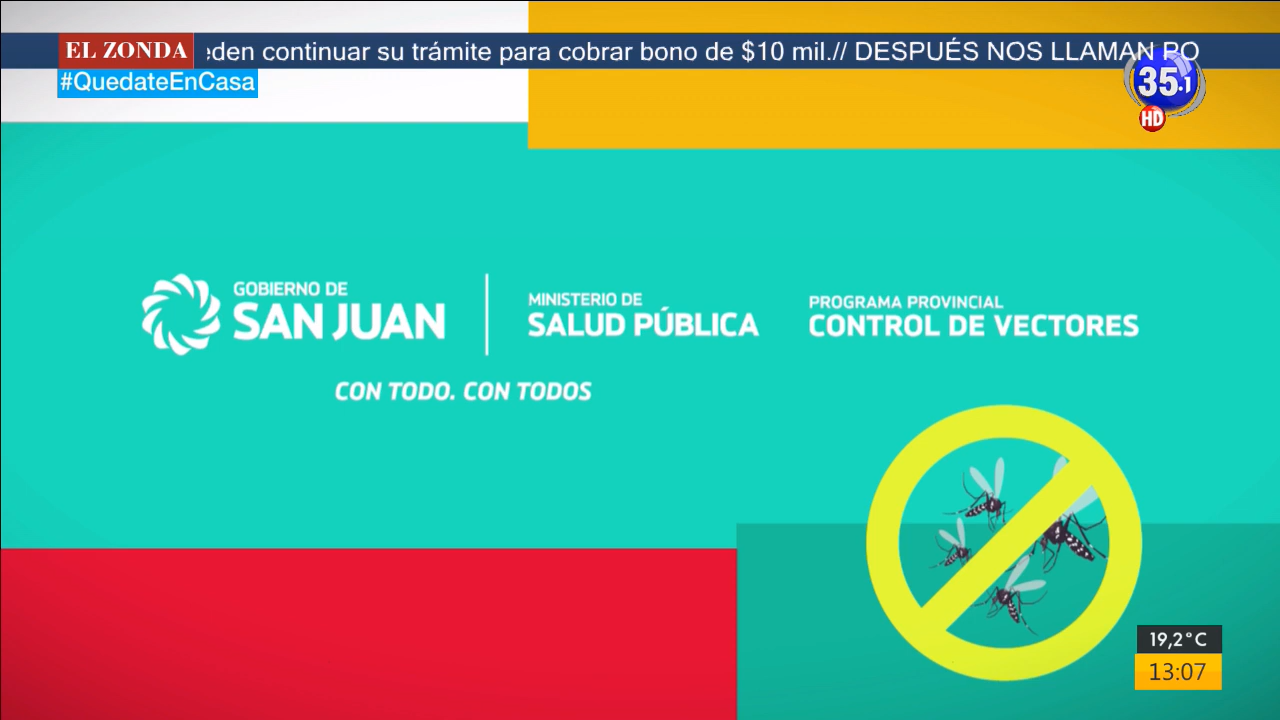 EL ZONDA
continuar su trámite para cobrar bono de $10 mil.// DESPUÉS NOS LLAMAN
#QuedateEnCasa
35.1
HD
GOBIERNO DE
SAN JUAN
MINISTERIO DE
SALUD PÚBLICA
PROGRAMA PROVINCIAL
CONTROL DE VECTORES
CON TODO. CON TODOS
19,2°C
13:07